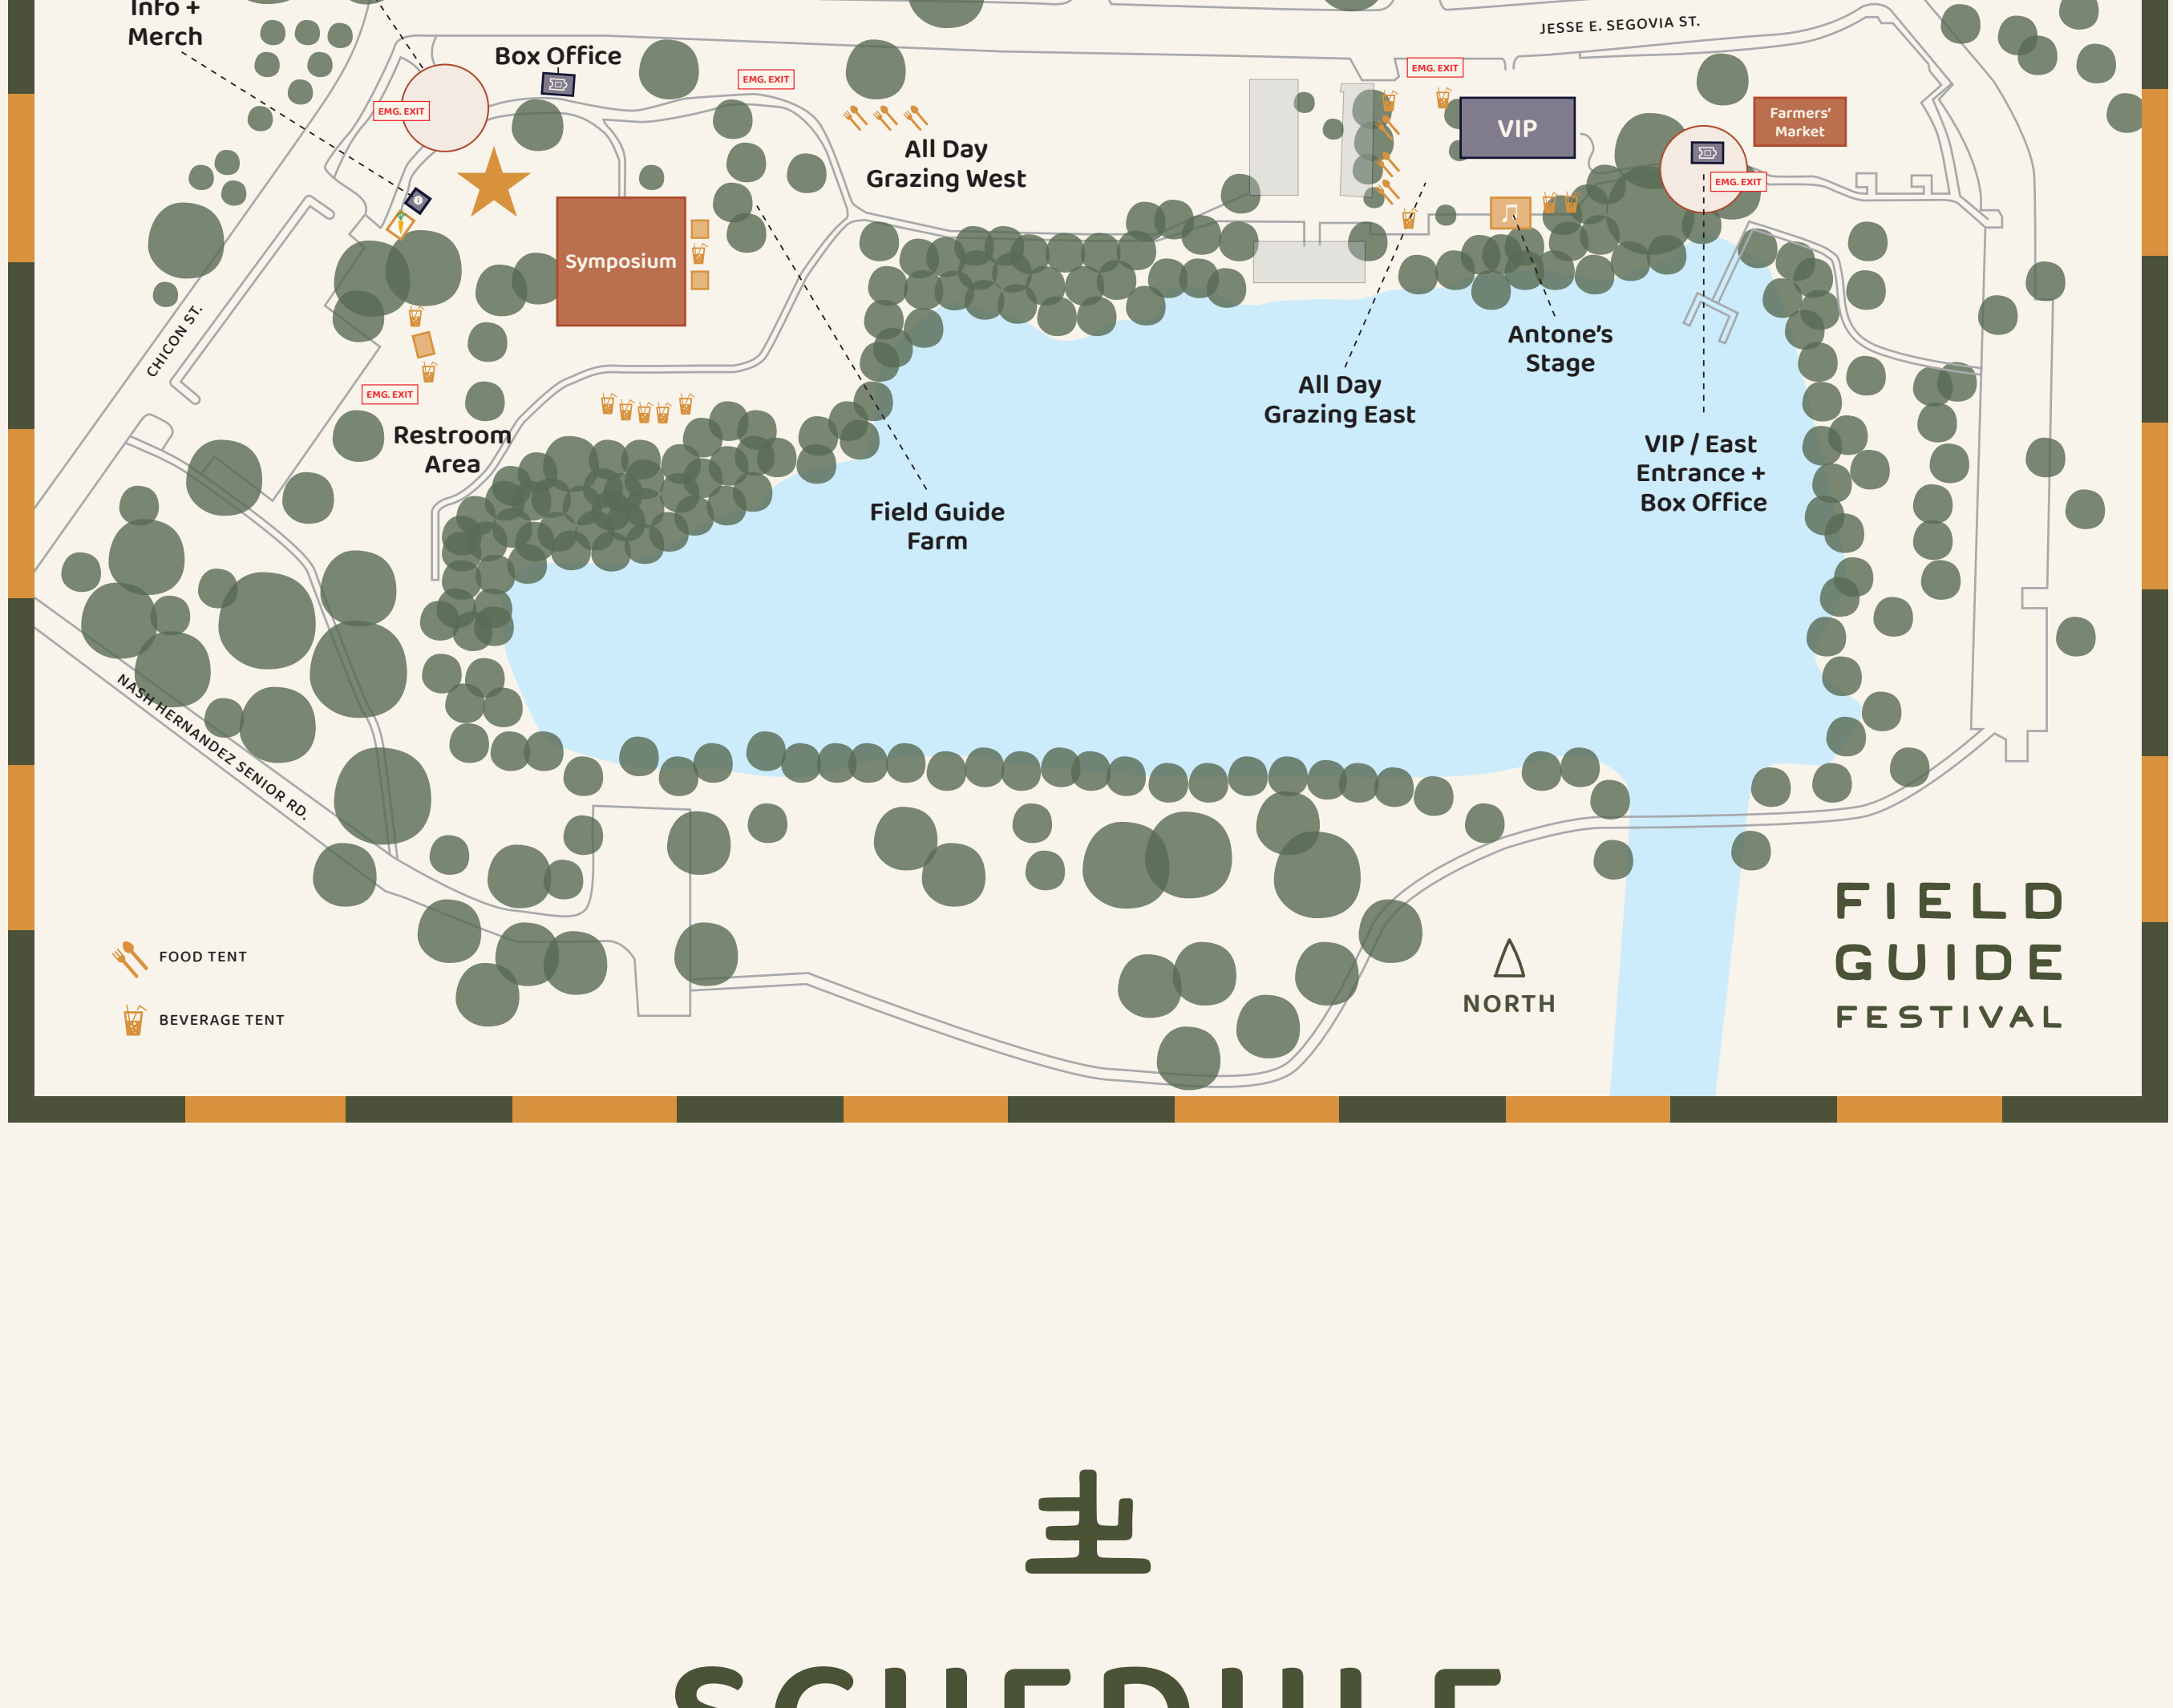 Info +
Merch
JESSE E. SEGOVIA ST.
Box Office
EMG. EXIT
EMG. EXIT
EMG. EXIT
VIP
Farmers'
Market
All Day
Grazing West
EMG. EXIT
Symposium
CHICON ST.
Antone's
Stage
All Day
Grazing East
EMG. EXIT
Restroom
Area
VIP / East
Entrance +
Box Office
Field Guide
Farm
NASH HERNANDEZ SENIOR RD.
FOOD TENT
BEVERAGE TENT
NORTH
FIELD
GUIDE
FESTIVAL
SCHEDULE